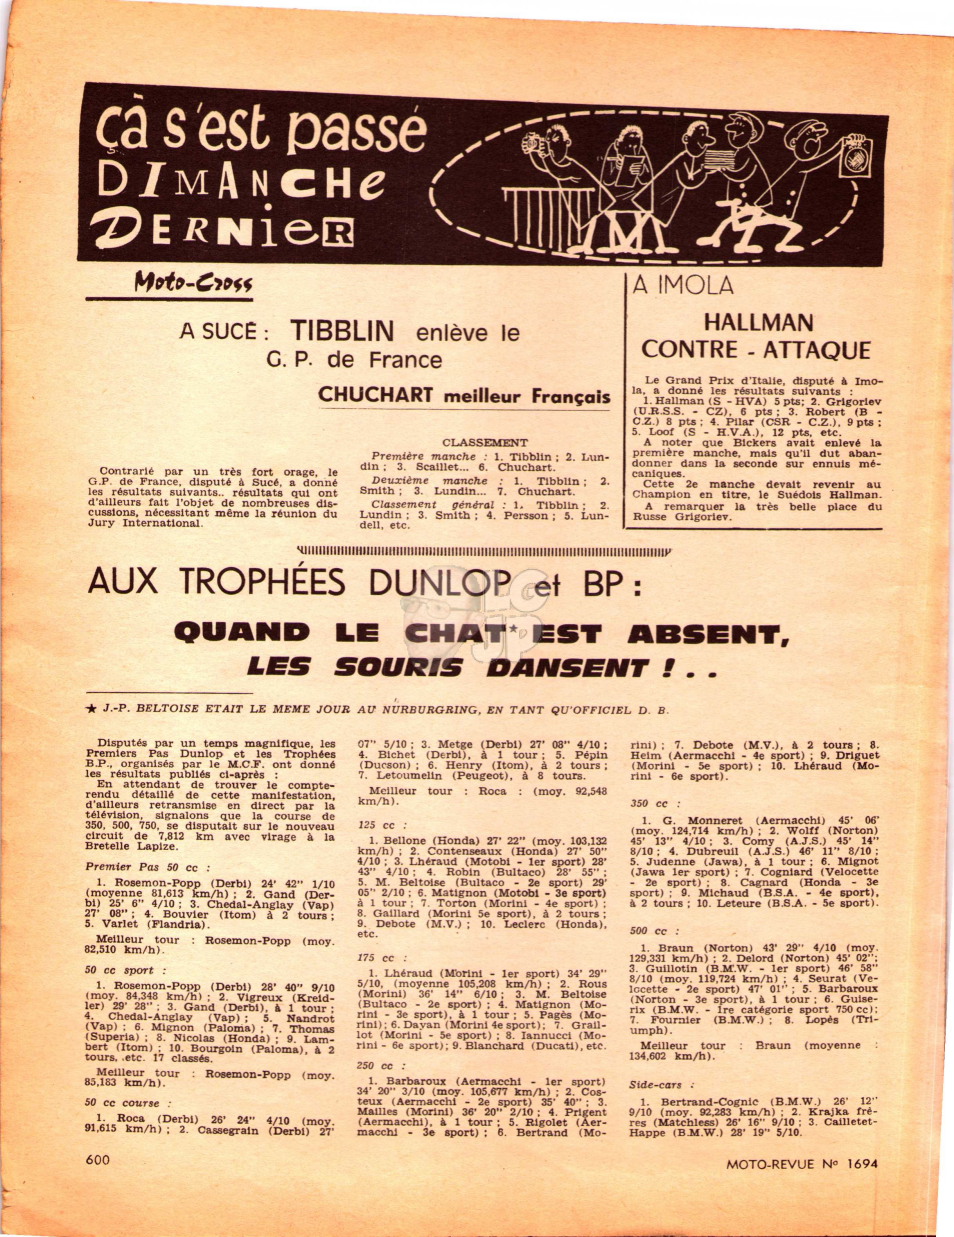 çà s'est passé
DIMANCHe
DERNieR
Moto-Cross
A SUCÉ : TIBBLIN enlève le
G. P. de France
CHUCHART meilleur Français
Contrarié par un très fort orage, le
G.P. de France, disputé à Sucé, a donné
les résultats suivants.. résultats qui ont
d'ailleurs fait l'objet de nombreuses dis-
cussions, nécessitant même la réunion du
Jury International.
CLASSEMENT
Première manche : 1. Tibblin ; 2. Lun-
din ; 3. Scaillet... 6. Chuchart.
Deuxième manche : 1. Tibblin ; 2.
Smith ; 3. Lundin... 7. Chuchart.
Classement général : 1. Tibblin ; 2.
Lundin ; 3. Smith ; 4. Persson ; 5. Lun-
dell, etc.
A IMOLA
HALLMAN
CONTRE - ATTAQUE
Le Grand Prix d'Italie, disputé à Imo-
la, a donné les résultats suivants :
1. Hallman (S - HVA) 5 pts; 2. Grigoriev
(U.R.S.S. - CZ), 6 pts ; 3. Robert (B -
C.Z.) 8 pts ; 4. Pilar (CSR - C.Z.), 9 pts ;
5. Loof (S - H.V.A.), 12 pts, etc.
A noter que Bickers avait enlevé la
première manche, mais qu'il dut aban-
donner dans la seconde sur ennuis mé-
caniques.
Cette 2e manche devait revenir au
Champion en titre, le Suédois Hallman.
A remarquer la très belle place du
Russe Grigoriev.
AUX TROPHÉES DUNLOP et BP :
QUAND LE CHAT★ EST ABSENT,
LES SOURIS DANSENT ! . .
LC
JP
★ J.-P. BELTOISE ETAIT LE MEME JOUR AU NÜRBURGRING, EN TANT QU'OFFICIEL D. B.
Disputés par un temps magnifique, les
Premiers Pas Dunlop et les Trophées
B.P., organisés par le M.C.F. ont donné
les résultats publiés ci-après :
En attendant de trouver le compte-
rendu détaillé de cette manifestation,
d'ailleurs retransmise en direct par la
télévision, signalons que la course de
350, 500, 750, se disputait sur le nouveau
circuit de 7,812 km avec virage à la
Bretelle Lapize.
Premier Pas 50 cc :
1. Rosemon-Popp (Derbi) 24' 42" 1/10
(moyenne 81,613 km/h) ; 2. Gand (Der-
bi) 25' 6" 4/10 ; 3. Chedal-Anglay (Vap)
27' 08" ; 4. Bouvier (Itom) à 2 tours ;
5. Varlet (Flandria).
Meilleur tour : Rosemon-Popp (moy.
82,510 km/h).
50 cc sport :
1. Rosemon-Popp (Derbi) 28' 40" 9/10
(moy. 84,348 km/h) ; 2. Vigreux (Kreid-
ler) 29' 28" ; 3. Gand (Derbi), à 1 tour ;
4. Chedal-Anglay (Vap) ; 5. Nandrot
(Vap) ; 6. Mignon (Paloma) ; 7. Thomas
(Superia) ; 8. Nicolas (Honda) ; 9. Lam-
bert (Itom) ; 10. Bourgoin (Paloma), à 2
tours, .etc. 17 classés.
Meilleur tour : Rosemon-Popp (moy.
85,183 km/h).
50 cc course :
1. Roca (Derbi) 26' 24" 4/10 (moy.
91,615 km/h) ; 2. Cassegrain (Derbi) 27'
07" 5/10 ; 3. Metge (Derbi) 27' 08" 4/10 ;
4. Bichet (Derbi), à 1 tour ; 5. Pépin
(Ducson) ; 6. Henry (Itom), à 2 tours ;
7. Letoumelin (Peugeot), à 8 tours.
Meilleur tour : Roca : (moy. 92,548
km/h).
125 cc :
1. Bellone (Honda) 27' 22" (moy. 103,132
km/h) ; 2. Contenseaux (Honda) 27' 50"
4/10 ; 3. Lhéraud (Motobi - 1er sport) 28'
43" 4/10 ; 4. Robin (Bultaco) 28' 55" ;
5. M. Beltoise (Bultaco - 2e sport) 29'
05" 2/10 ; 6. Matignon (Motobi - 3e sport)
à 1 tour ; 7. Torton (Morini - 4e sport) ;
8. Gaillard (Morini 5e sport), à 2 tours ;
9. Debote (M.V.) ; 10. Leclerc (Honda),
etc.
175 cc :
1. Lhéraud (Morini - 1er sport) 34' 29"
5/10, (moyenne 105,208 km/h) ; 2. Rous
(Morini) 36' 14" 6/10 ; 3. M. Beltoise
(Bultaco - 2e sport) ; 4. Matignon (Mo-
rini - 3e sport), à 1 tour ; 5. Pagès (Mo-
rini) ; 6. Dayan (Morini 4e sport) ; 7. Grail-
lot (Morini - 5e sport) ; 8. Iannucci (Mo-
rini - 6e sport) ; 9. Blanchard (Ducati), etc.
250 cc :
1. Barbaroux (Aermacchi - 1er sport)
34' 20" 3/10 (moy. 105,677 km/h) ; 2. Cos-
teux (Aermacchi - 2e sport) 35' 40" ; 3.
Mailles (Morini) 36' 20" 2/10 ; 4. Prigent
(Aermacchi), à 1 tour ; 5. Rigolet (Aer-
macchi - 3e sport) ; 6. Bertrand (Mo-
rini) ; 7. Debote (M.V.), à 2 tours ; 8.
Heim (Aermacchi - 4e sport) ; 9. Driguet
(Morini - 5e sport) ; 10. Lhéraud (Mo-
rini - 6e sport).
350 cc :
1. G. Monneret (Aermacchi) 45' 06'
(moy. 124,714 km/h) ; 2. Wolff (Norton)
45' 13" 4/10 ; 3. Comy (A.J.S.) 45' 14"
8/10 ; 4. Dubreuil (A.J.S.) 46' 11" 8/10 ;
5. Judenne (Jawa), à 1 tour ; 6. Mignot
(Jawa 1er sport) ; 7. Cogniard (Velocette
- 2e sport) ; 8. Cagnard (Honda - 3e
sport) ; 9. Michaud (B.S.A. - 4e sport),
à 2 tours ; 10. Leteure (B.S.A. - 5e sport).
500 cc :
1. Braun (Norton) 43' 29" 4/10 (moy.
129,331 km/h) ; 2. Delord (Norton) 45' 02";
3. Guillotin (B.M.W. - 1er sport) 46' 58"
8/10 (moy. 119,724 km/h) ; 4. Seurat (Ve-
locette - 2e sport) 47' 01" ; 5. Barbaroux
(Norton - 3e sport), à 1 tour ; 6. Guise-
rix (B.M.W. - 1re catégorie sport 750 cc) ;
7. Fournier (B.M.W.) ; 8. Lopès (Tri-
umph).
Meilleur tour : Braun (moyenne :
134,602 km/h).
Side-cars :
1. Bertrand-Cognic (B.M.W.) 26' 12"
9/10 (moy. 92,283 km/h) ; 2. Krajka frè-
res (Matchless) 26' 16" 9/10 ; 3. Cailletet-
Happe (B.M.W.) 28' 19" 5/10.
600
MOTO-REVUE No 1694